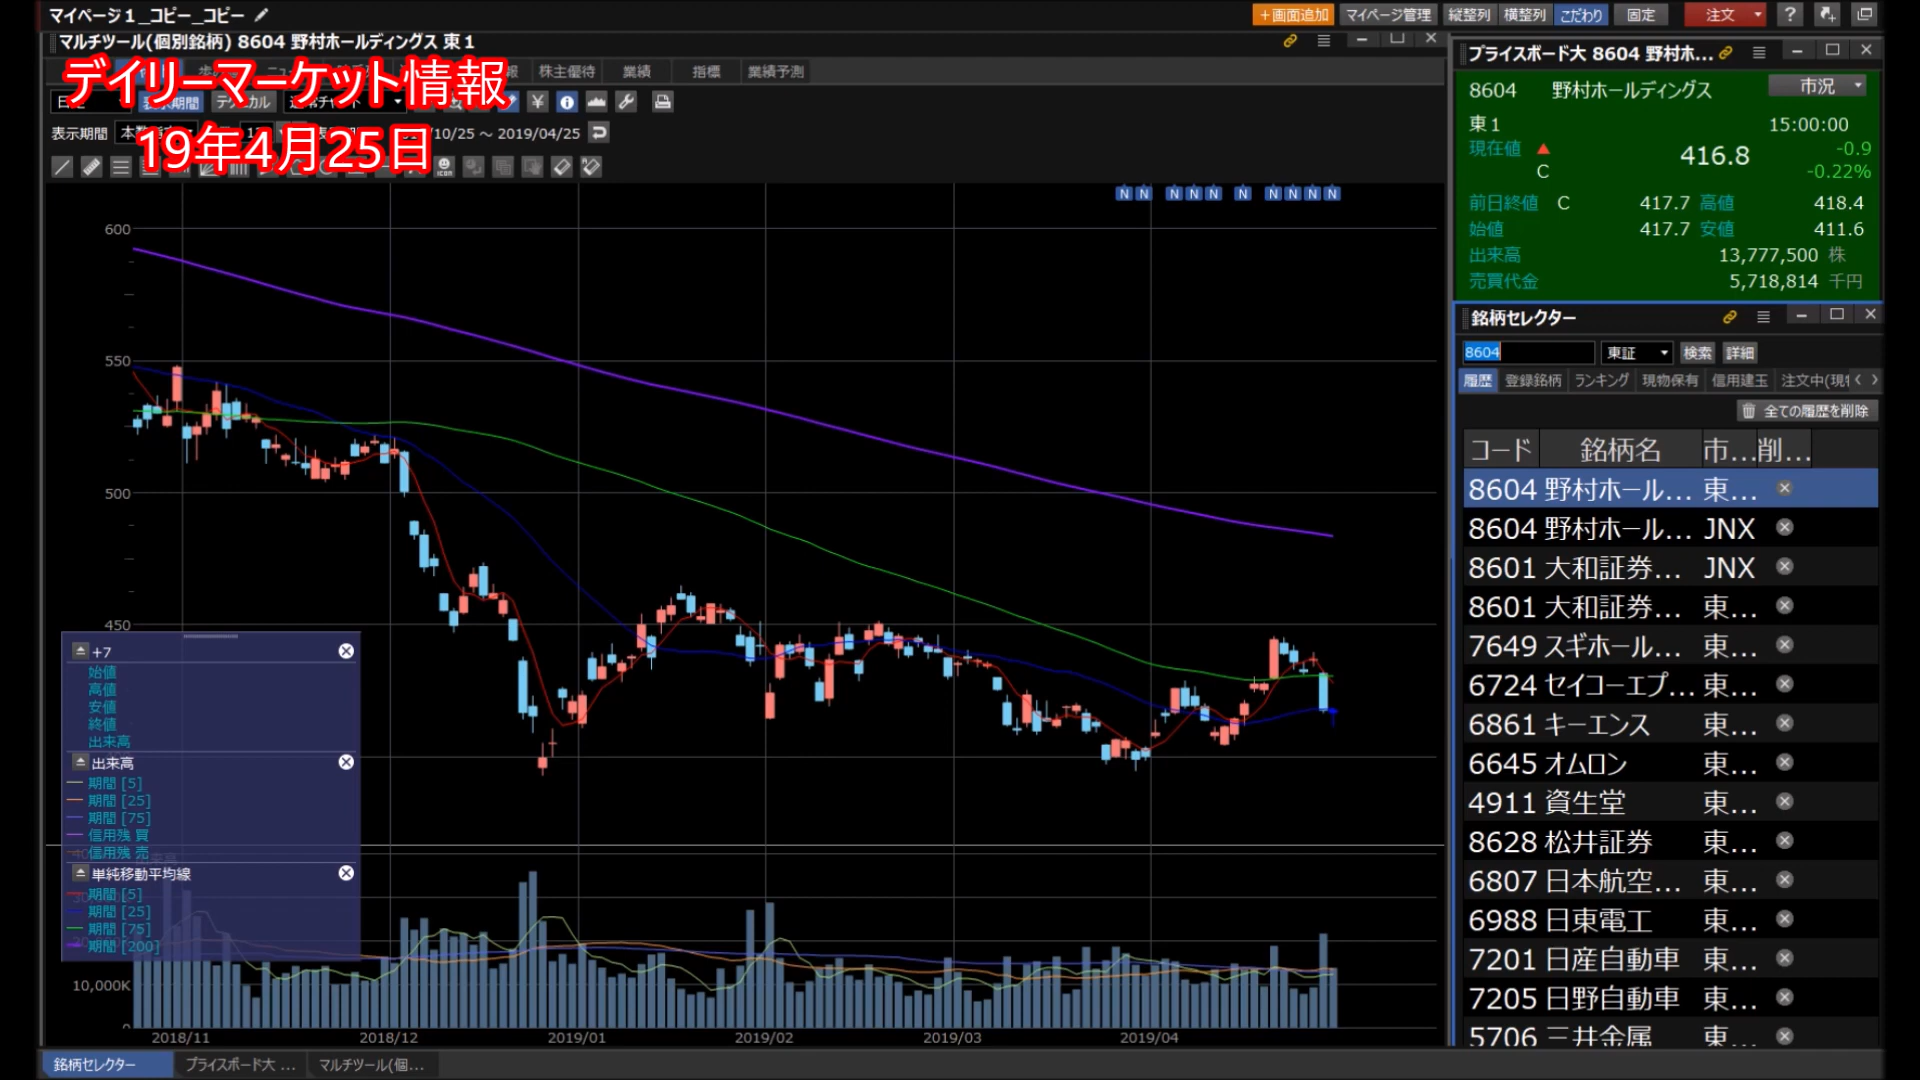 マイページ1_コピー_コピー
+画面追加 マイページ管理 縦整列 横整列 こだわり 固定 注文 ?
マルチツール(個別銘柄) 8604 野村ホールディングス 東1
株主優待 業績 指標 業績予測
デイリーマーケット情報
19年4月25日
表示期間
¥
表示期間
10/25 ～ 2019/04/25
ICON
N N N N N N N N N N
600
550
500
450
+7
始値
高値
安値
終値
出来高
出来高
期間 [5]
期間 [25]
期間 [75]
信用残 買
信用残 売
単純移動平均線
期間 [5]
期間 [25]
期間 [75]
期間 [200]
10,000K
0
2018/11 2018/12 2019/01 2019/02 2019/03 2019/04
銘柄セレクター プライスボード大 ... マルチツール(個...
プライスボード大 8604 野村ホ...
8604 野村ホールディングス 市況
東1 15:00:00
現在値 ▲ 416.8 -0.9
C -0.22%
前日終値 C 417.7 高値 418.4
始値 417.7 安値 411.6
出来高 13,777,500 株
売買代金 5,718,814 千円
銘柄セレクター
8604 東証 検索 詳細
履歴 登録銘柄 ランキング 現物保有 信用建玉 注文中(現
全ての履歴を削除
コード 銘柄名 市... 削...
8604 野村ホール... 東...
8604 野村ホール... JNX
8601 大和証券... JNX
8601 大和証券... 東...
7649 スギホール... 東...
6724 セイコーエプ... 東...
6861 キーエンス 東...
6645 オムロン 東...
4911 資生堂 東...
8628 松井証券 東...
6807 日本航空... 東...
6988 日東電工 東...
7201 日産自動車 東...
7205 日野自動車 東...
5706 三井金属 東...